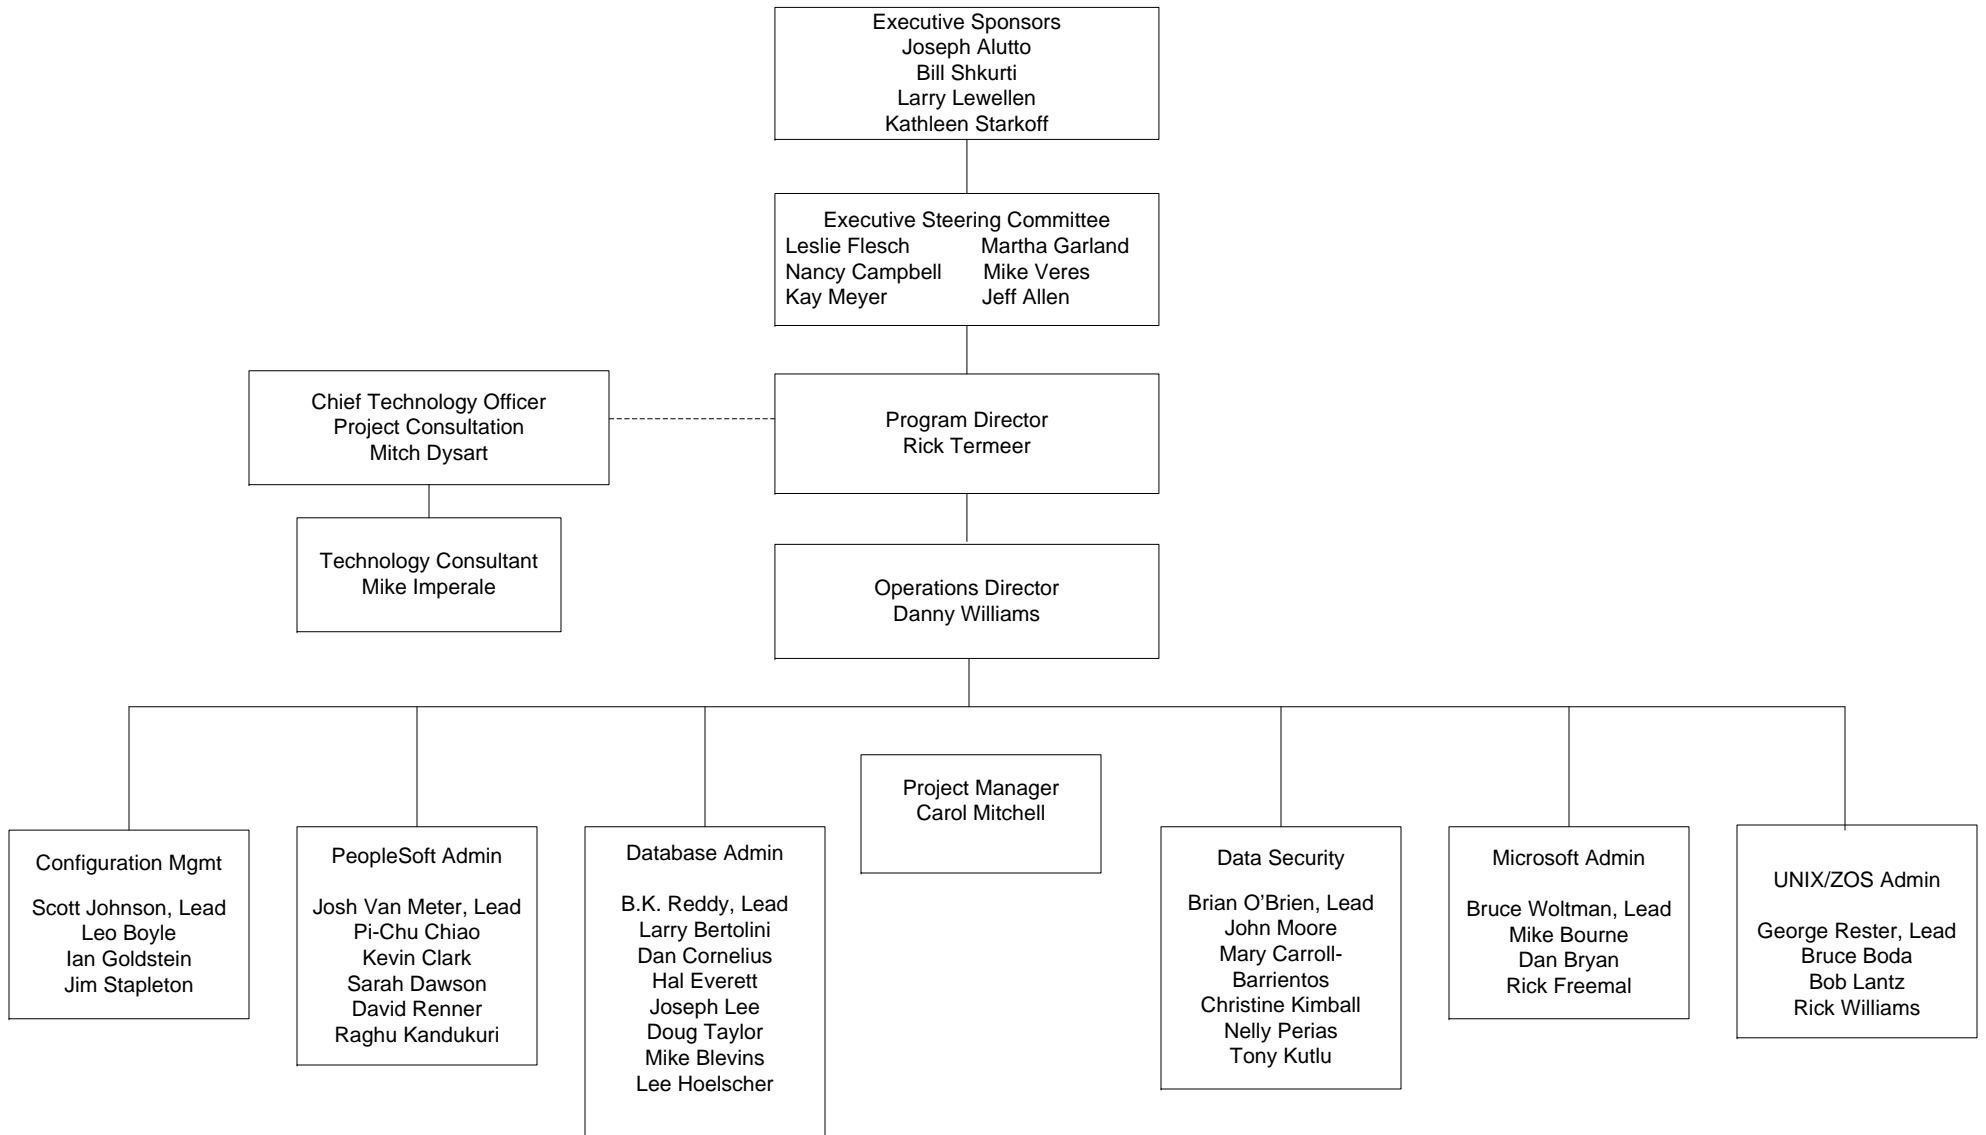 Executive Sponsors
Joseph Alutto
Bill Shkurti
Larry Lewellen
Kathleen Starkoff
Executive Steering Committee
Leslie Flesch Martha Garland
Nancy Campbell Mike Veres
Kay Meyer Jeff Allen
Chief Technology Officer
Project Consultation
Mitch Dysart
Program Director
Rick Termeer
Technology Consultant
Mike Imperale
Operations Director
Danny Williams
Project Manager
Carol Mitchell
Configuration Mgmt
Scott Johnson, Lead
Leo Boyle
Ian Goldstein
Jim Stapleton
PeopleSoft Admin
Josh Van Meter, Lead
Pi-Chu Chiao
Kevin Clark
Sarah Dawson
David Renner
Raghu Kandukuri
Database Admin
B.K. Reddy, Lead
Larry Bertolini
Dan Cornelius
Hal Everett
Joseph Lee
Doug Taylor
Mike Blevins
Lee Hoelscher
Data Security
Brian O’Brien, Lead
John Moore
Mary Carroll-
Barrientos
Christine Kimball
Nelly Perias
Tony Kutlu
Microsoft Admin
Bruce Woltman, Lead
Mike Bourne
Dan Bryan
Rick Freemal
UNIX/ZOS Admin
George Rester, Lead
Bruce Boda
Bob Lantz
Rick Williams